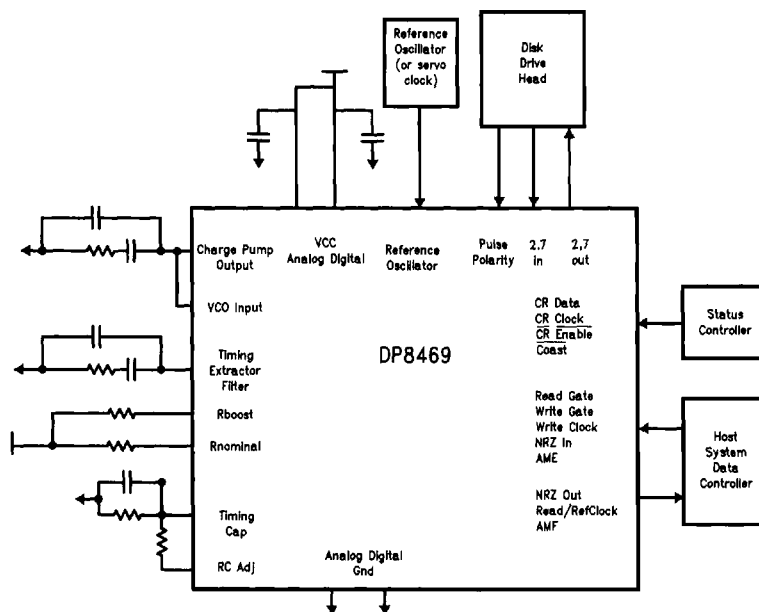 Reference
Oscillator
(or servo
clock)
Disk
Drive
Head
Charge Pump
Output
VCC
Analog Digital
Reference
Oscillator
Pulse
Polarity
2,7
in
2,7
out
VCO Input
CR Data
CR Clock
CR Enable
Coast
Status
Controller
DP8469
Timing
Extractor
Filter
Rboost
Rnominal
Read Gate
Write Gate
Write Clock
NRZ In
AME
Host
System
Data
Controller
NRZ Out
Read/RefClock
AMF
Timing
Cap
RC Adj
Analog Digital
Gnd